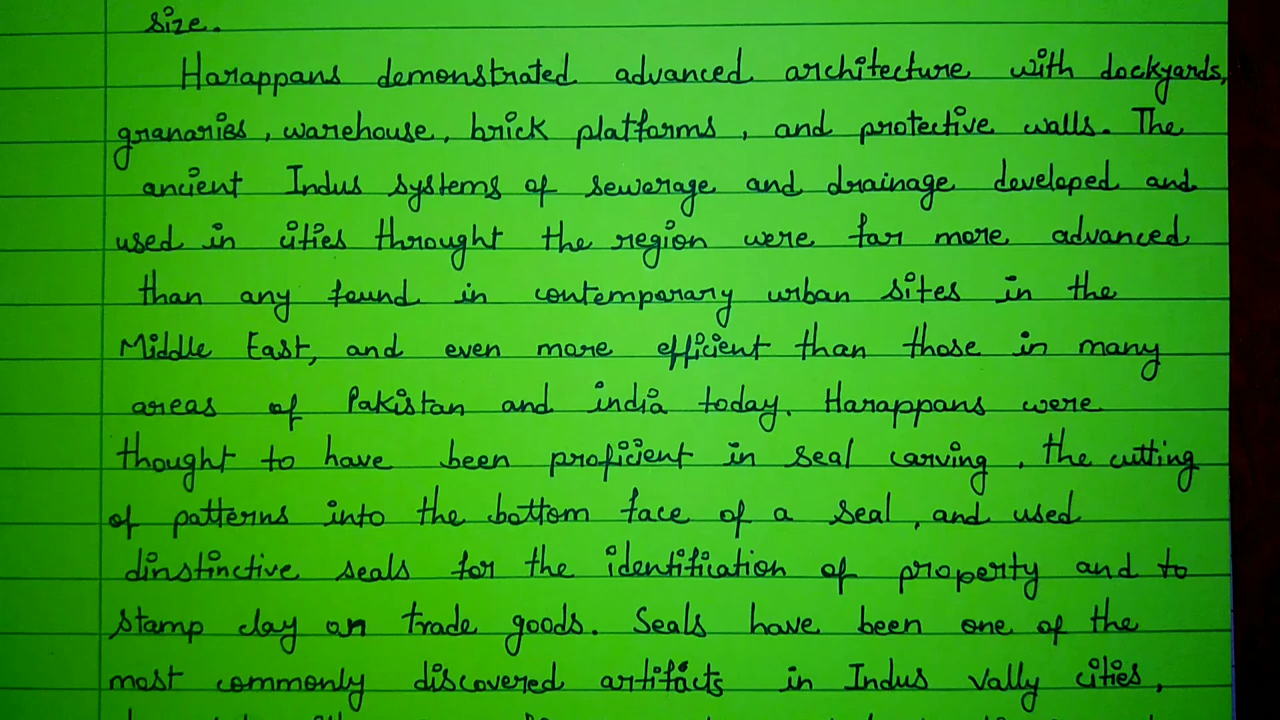 size.
Harappans demonstrated advanced architecture with dockyards,
granaries, warehouse, brick platforms, and protective walls. The
ancient Indus systems of sewerage and drainage developed and
used in cities throught the region were far more advanced
than any found in contemporary urban sites in the
Middle East, and even more efficient than those in many
areas of Pakistan and india today. Harappans were
thought to have been proficient in seal carving, the cutting
of patterns into the bottom face of a seal, and used
dinstinctive seals for the identification of property and to
stamp clay on trade goods. Seals have been one of the
most commonly discovered artifacts in Indus Vally cities,